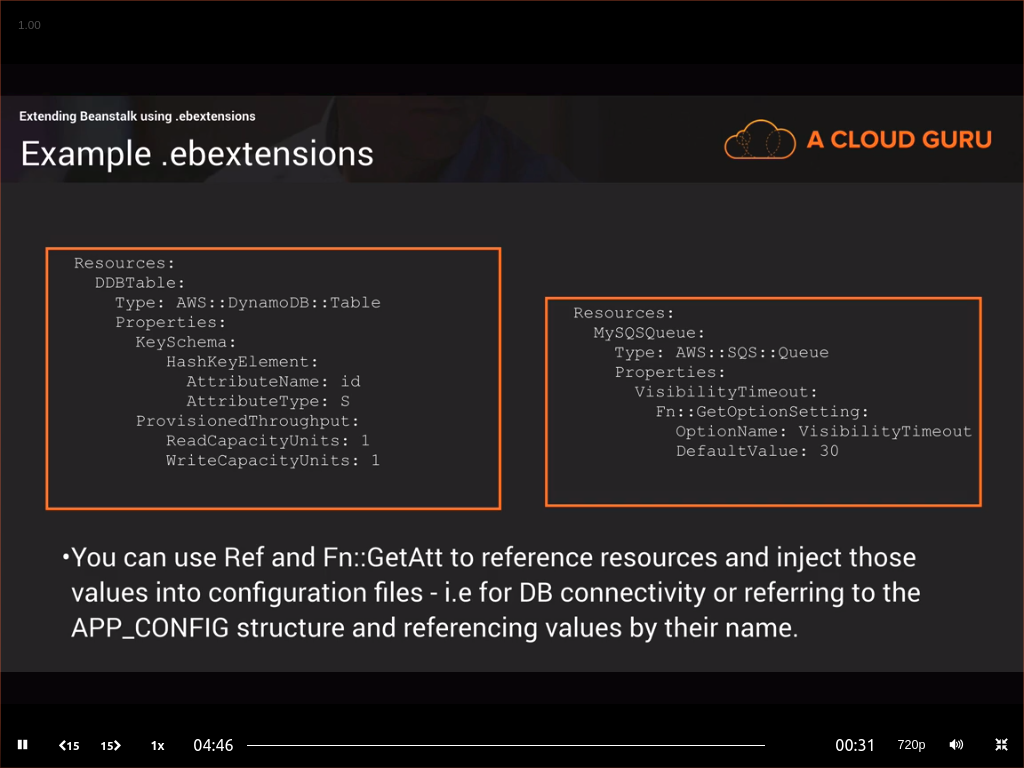 1.00
Extending Beanstalk using .ebextensions
Example .ebextensions
A CLOUD GURU
Resources:
DDBTable:
Type: AWS::DynamoDB::Table
Properties:
KeySchema:
HashKeyElement:
AttributeName: id
AttributeType: S
ProvisionedThroughput:
ReadCapacityUnits: 1
WriteCapacityUnits: 1
Resources:
MySQSQueue:
Type: AWS::SQS::Queue
Properties:
VisibilityTimeout:
Fn::GetOptionSetting:
OptionName: VisibilityTimeout
DefaultValue: 30
•You can use Ref and Fn::GetAtt to reference resources and inject those
values into configuration files - i.e for DB connectivity or referring to the
APP_CONFIG structure and referencing values by their name.
15 15 1x 04:46 00:31 720p